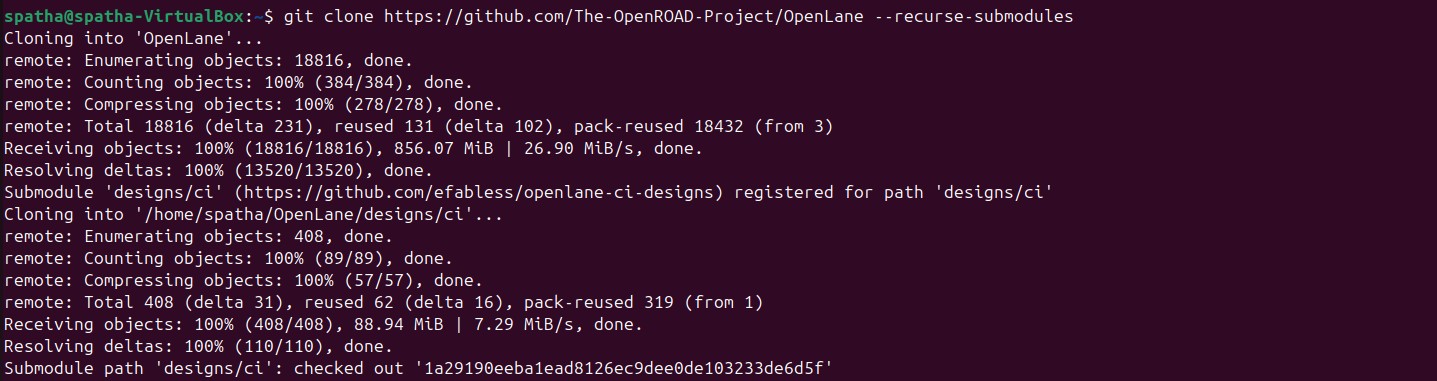 spatha@spatha-VirtualBox:~$ git clone https://github.com/The-OpenROAD-Project/OpenLane --recurse-submodules
Cloning into 'OpenLane'...
remote: Enumerating objects: 18816, done.
remote: Counting objects: 100% (384/384), done.
remote: Compressing objects: 100% (278/278), done.
remote: Total 18816 (delta 231), reused 131 (delta 102), pack-reused 18432 (from 3)
Receiving objects: 100% (18816/18816), 856.07 MiB | 26.90 MiB/s, done.
Resolving deltas: 100% (13520/13520), done.
Submodule 'designs/ci' (https://github.com/efabless/openlane-ci-designs) registered for path 'designs/ci'
Cloning into '/home/spatha/OpenLane/designs/ci'...
remote: Enumerating objects: 408, done.
remote: Counting objects: 100% (89/89), done.
remote: Compressing objects: 100% (57/57), done.
remote: Total 408 (delta 31), reused 62 (delta 16), pack-reused 319 (from 1)
Receiving objects: 100% (408/408), 88.94 MiB | 7.29 MiB/s, done.
Resolving deltas: 100% (110/110), done.
Submodule path 'designs/ci': checked out '1a29190eeba1ead8126ec9dee0de103233de6d5f'